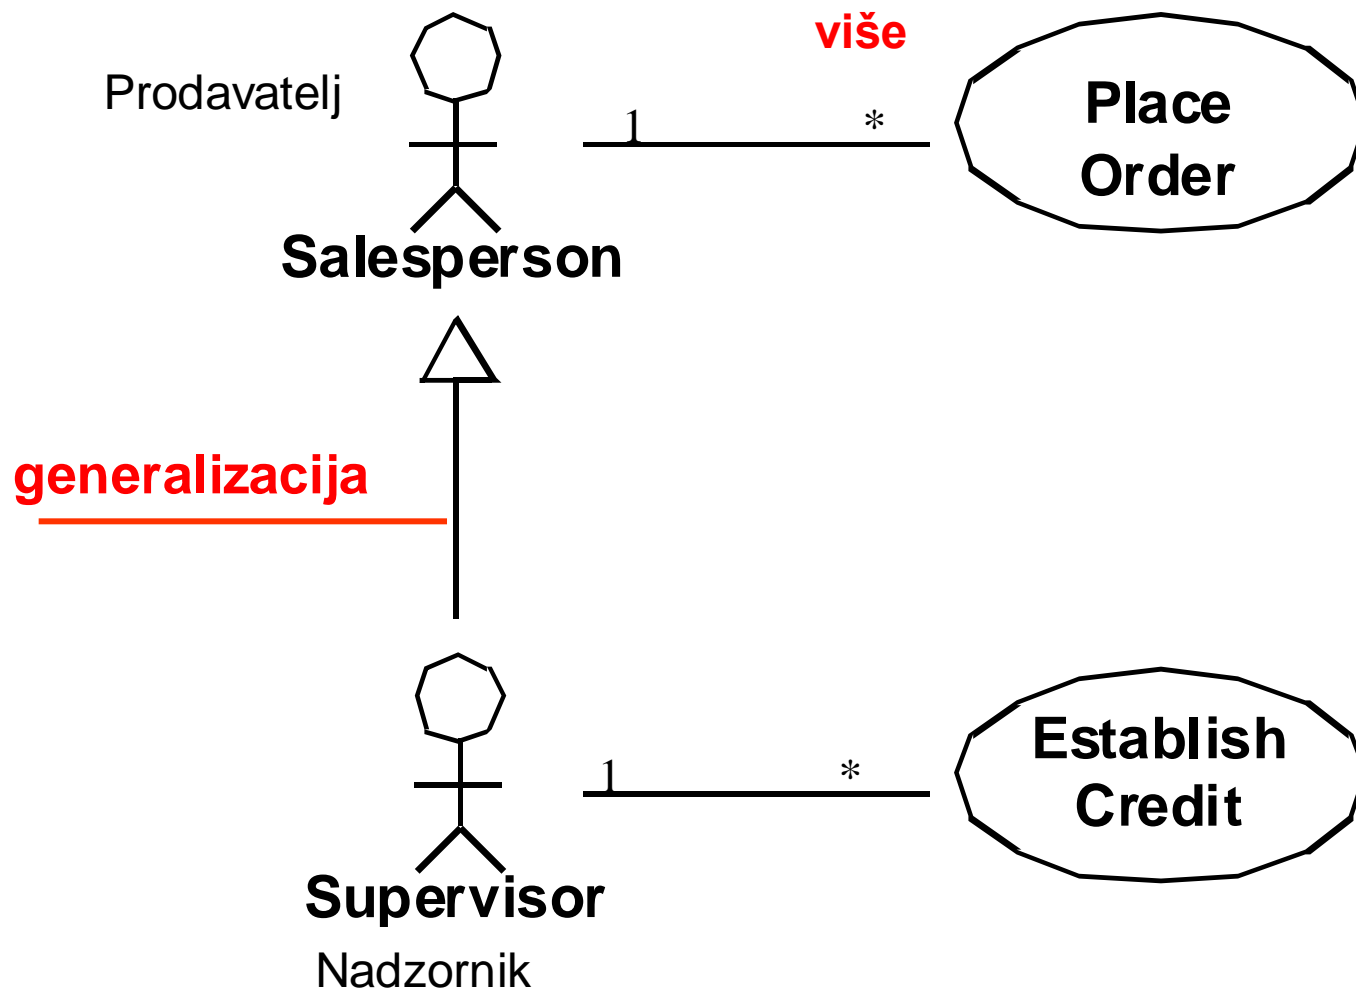 više
Prodavatelj
1
*
Place
Order
Salesperson
generalizacija
1
*
Establish
Credit
Supervisor
Nadzornik